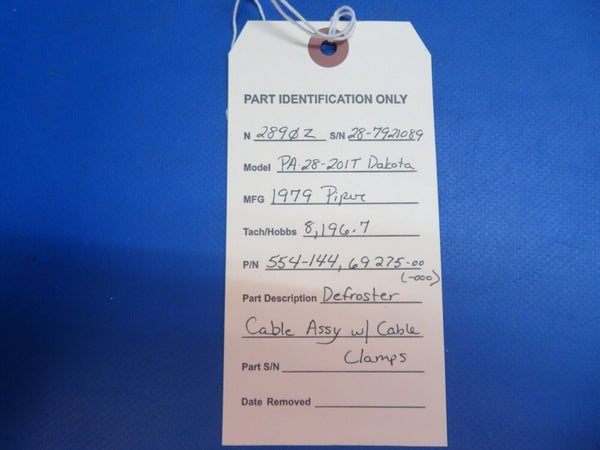 PART IDENTIFICATION ONLY
N 289ØZ S/N 28-7921089
Model PA-28-201T Dakota
MFG 1979 Piper
Tach/Hobbs 8,196.7
P/N 554-144, 69275-00
(-000)
Part Description Defroster
Cable Assy w/ Cable
Clamps
Part S/N
Date Removed